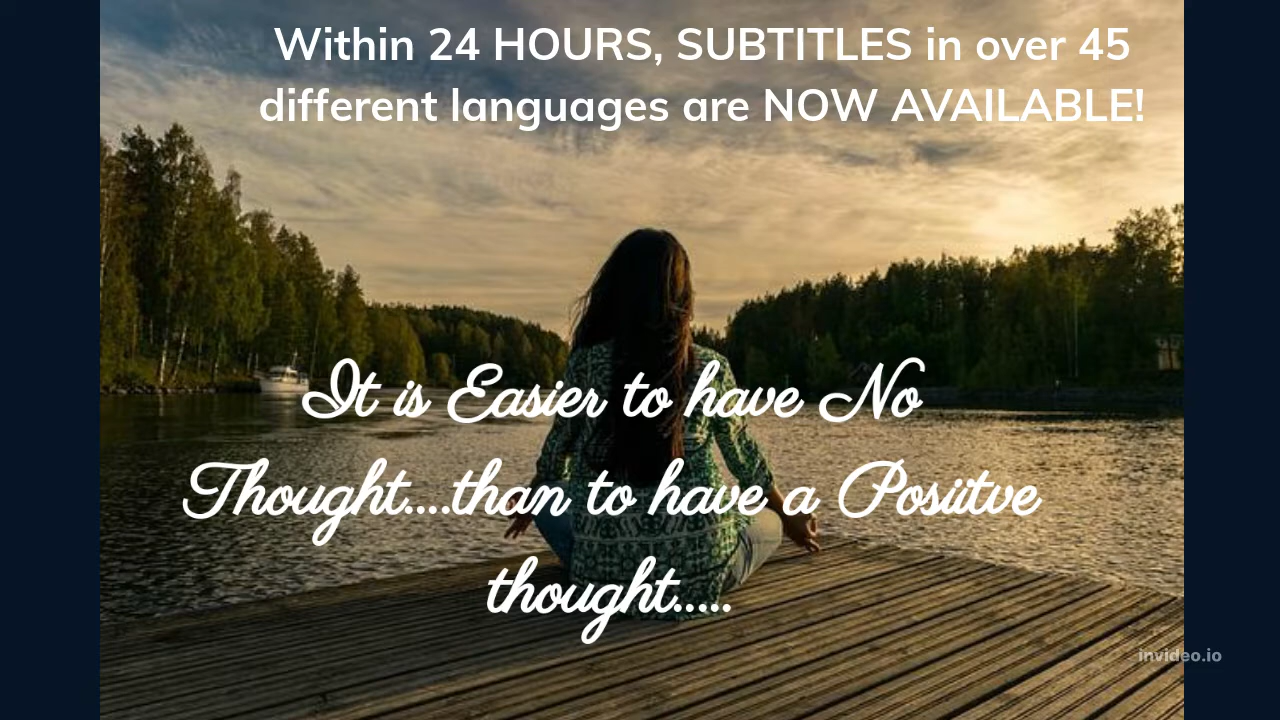 Within 24 HOURS, SUBTITLES in over 45
different languages are NOW AVAILABLE!
It is Easier to have No
Thought....than to have a Posiitve
thought.....
invideo.io